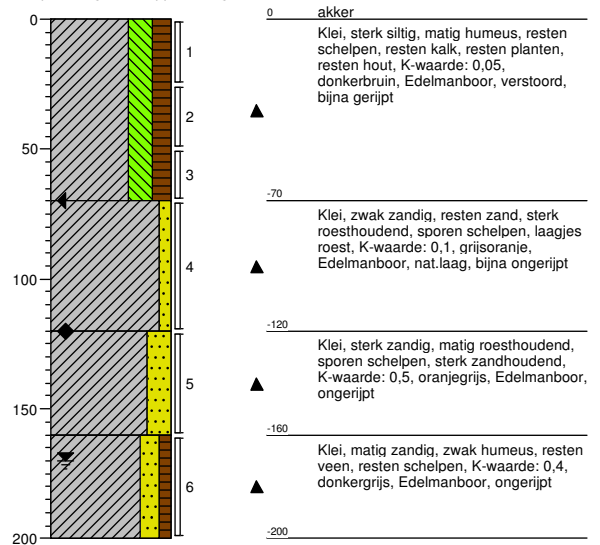 0
akker
Klei, sterk siltig, matig humeus, resten
schelpen, resten kalk, resten planten,
resten hout, K-waarde: 0,05,
donkerbruin, Edelmanboor, verstoord,
bijna gerijpt
-70
Klei, zwak zandig, resten zand, sterk
roesthoudend, sporen schelpen, laagjes
roest, K-waarde: 0,1, grijsoranje,
Edelmanboor, nat.laag, bijna ongerijpt
-120
Klei, sterk zandig, matig roesthoudend,
sporen schelpen, sterk zandhoudend,
K-waarde: 0,5, oranjegrijs, Edelmanboor,
ongerijpt
-160
Klei, matig zandig, zwak humeus, resten
veen, resten schelpen, K-waarde: 0,4,
donkergrijs, Edelmanboor, ongerijpt
-200
0
50
100
150
200
1
2
3
4
5
6